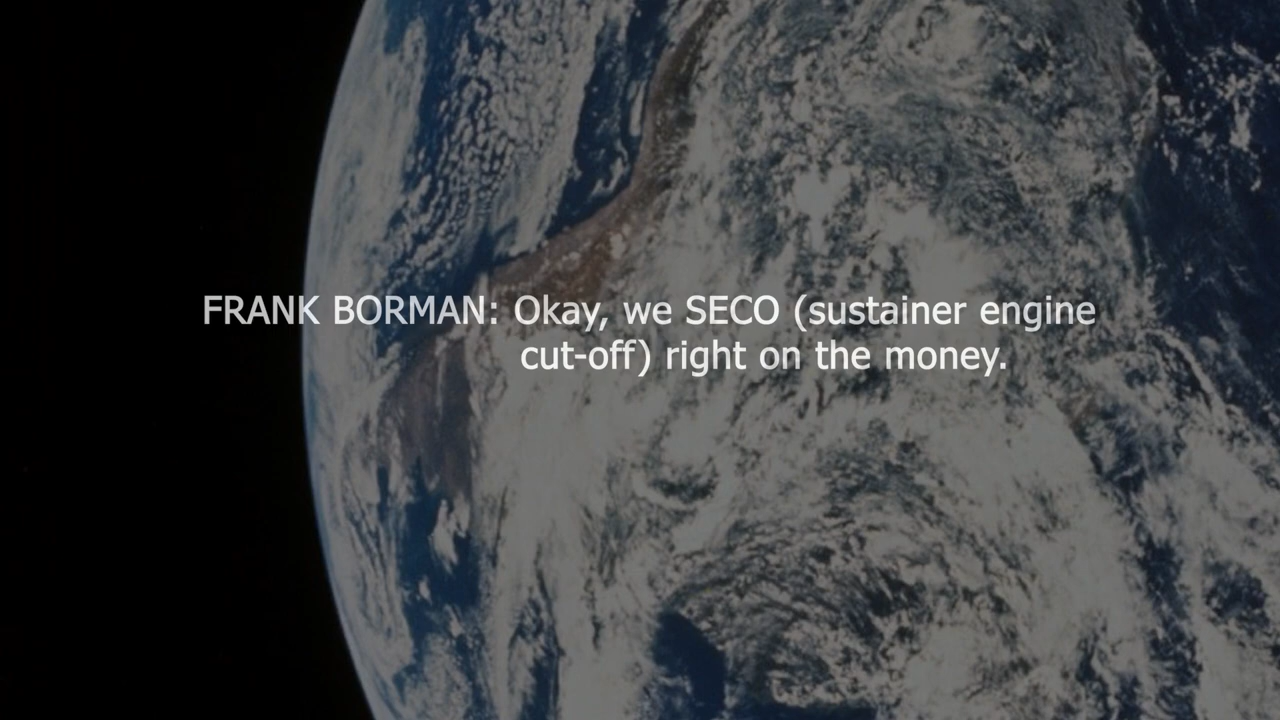 FRANK BORMAN: Okay, we SECO (sustainer engine
cut-off) right on the money.